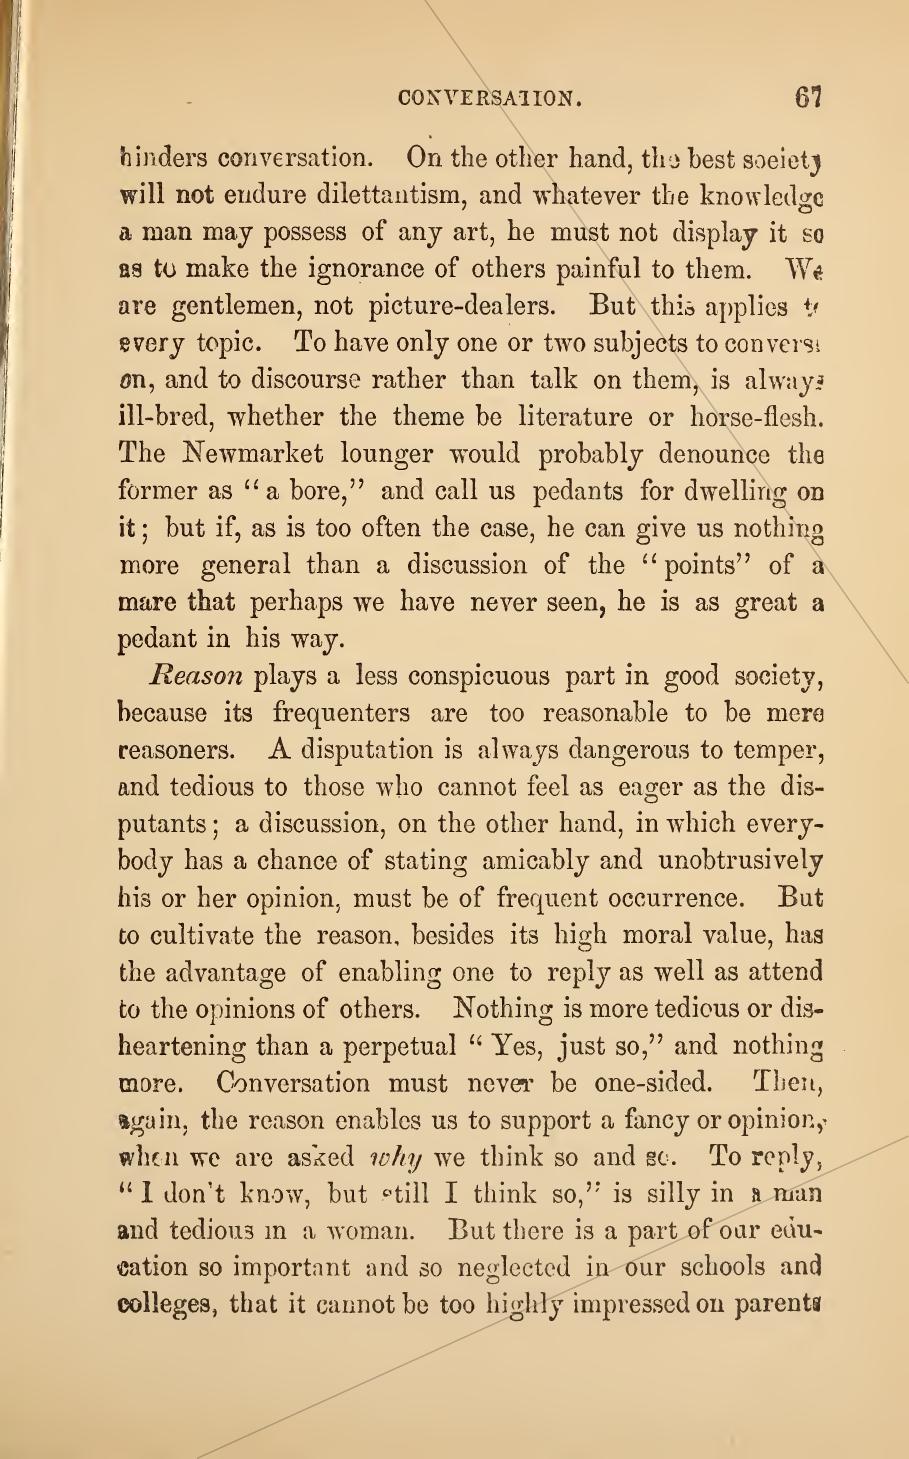 CONVERSATION. 67
hinders conversation. On the other hand, the best society
will not endure dilettantism, and whatever the knowledge
a man may possess of any art, he must not display it so
as to make the ignorance of others painful to them. We
are gentlemen, not picture-dealers. But this applies to
every topic. To have only one or two subjects to converse
on, and to discourse rather than talk on them, is always
ill-bred, whether the theme be literature or horse-flesh.
The Newmarket lounger would probably denounce the
former as “a bore,” and call us pedants for dwelling on
it; but if, as is too often the case, he can give us nothing
more general than a discussion of the “points” of a
mare that perhaps we have never seen, he is as great a
pedant in his way.
Reason plays a less conspicuous part in good society,
because its frequenters are too reasonable to be mere
reasoners. A disputation is always dangerous to temper,
and tedious to those who cannot feel as eager as the dis-
putants; a discussion, on the other hand, in which every-
body has a chance of stating amicably and unobtrusively
his or her opinion, must be of frequent occurrence. But
to cultivate the reason, besides its high moral value, has
the advantage of enabling one to reply as well as attend
to the opinions of others. Nothing is more tedious or dis-
heartening than a perpetual “Yes, just so,” and nothing
more. Conversation must never be one-sided. Then,
again, the reason enables us to support a fancy or opinion,
when we are asked why we think so and so. To reply,
“I don't know, but still I think so,” is silly in a man
and tedious in a woman. But there is a part of our edu-
cation so important and so neglected in our schools and
colleges, that it cannot be too highly impressed on parents